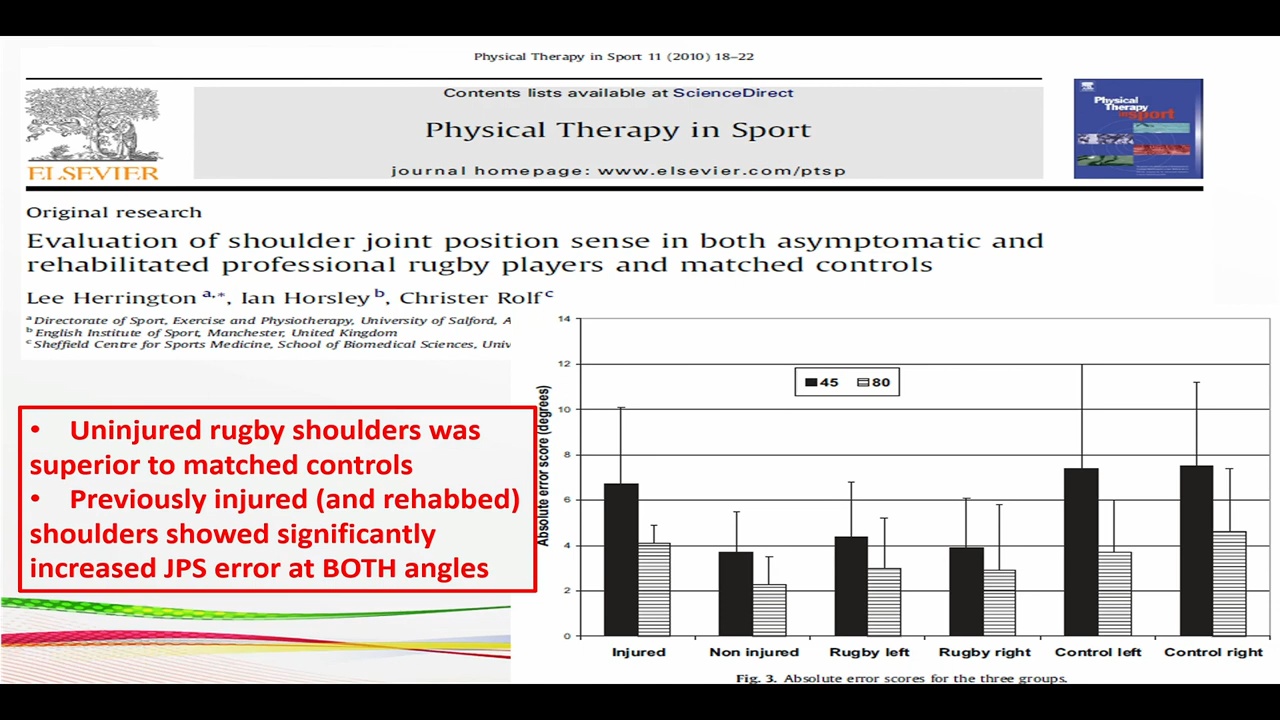 Physical Therapy in Sport 11 (2010) 18–22
Contents lists available at ScienceDirect
Physical Therapy in Sport
journal homepage: www.elsevier.com/ptsp
ELSEVIER
Physical
Therapy
in sport
Original research
Evaluation of shoulder joint position sense in both asymptomatic and
rehabilitated professional rugby players and matched controls
Lee Herrington a,*, Ian Horsley b, Christer Rolf c
a Directorate of Sport, Exercise and Physiotherapy, University of Salford, A
b English Institute of Sport, Manchester, United Kingdom
c Sheffield Centre for Sports Medicine, School of Biomedical Sciences, Univ
• Uninjured rugby shoulders was
superior to matched controls
• Previously injured (and rehabbed)
shoulders showed significantly
increased JPS error at BOTH angles
Absolute error score (degrees)
14
12
10
8
6
4
2
0
45 80
Injured Non injured Rugby left Rugby right Control left Control right
Fig. 3. Absolute error scores for the three groups.